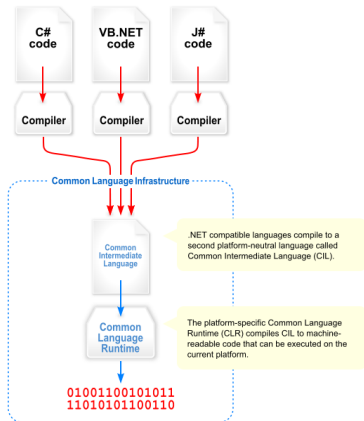 C#
code
VB.NET
code
J#
code
Compiler
Compiler
Compiler
Common Language Infrastructure
Common
Intermediate
Language
.NET compatible languages compile to a
second platform-neutral language called
Common Intermediate Language (CIL).
Common
Language
Runtime
The platform-specific Common Language
Runtime (CLR) compiles CIL to machine-
readable code that can be executed on the
current platform.
01001100101011
11010101100110